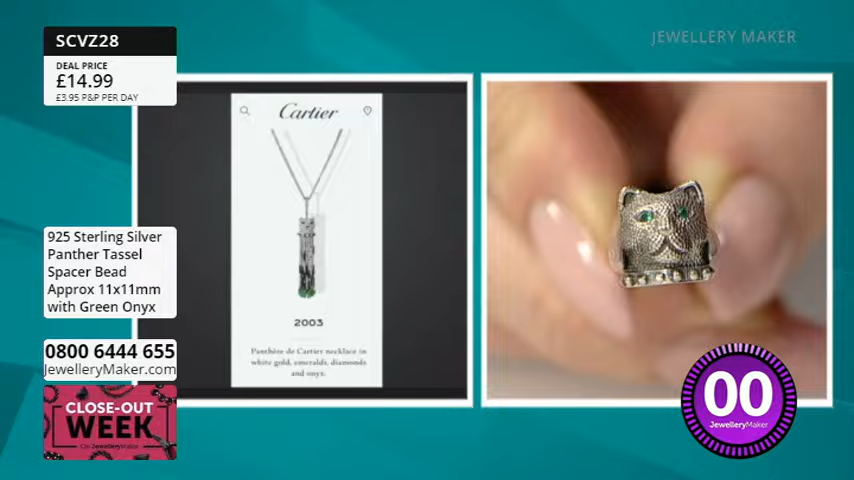 SCVZ28
DEAL PRICE
£14.99
£3.95 P&P PER DAY
JEWELLERY MAKER
Cartier
2003
Panthère de Cartier necklace in
white gold, emeralds, diamonds
and onyx.
925 Sterling Silver
Panther Tassel
Spacer Bead
Approx 11x11mm
with Green Onyx
0800 6444 655
JewelleryMaker.com
CLOSE-OUT
WEEK
On JewelleryMaker
00
JewelleryMaker